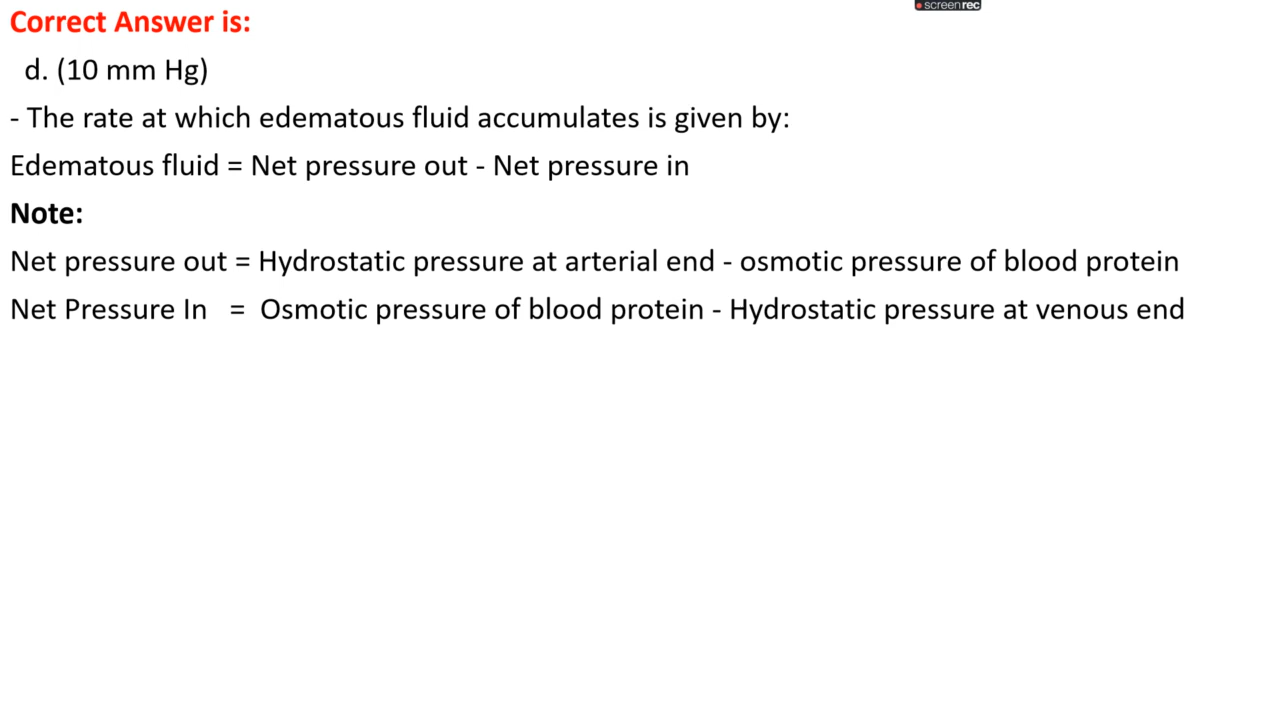 screenrec
Correct Answer is:
d. (10 mm Hg)
- The rate at which edematous fluid accumulates is given by:
Edematous fluid = Net pressure out - Net pressure in
Note:
Net pressure out = Hydrostatic pressure at arterial end - osmotic pressure of blood protein
Net Pressure In = Osmotic pressure of blood protein - Hydrostatic pressure at venous end